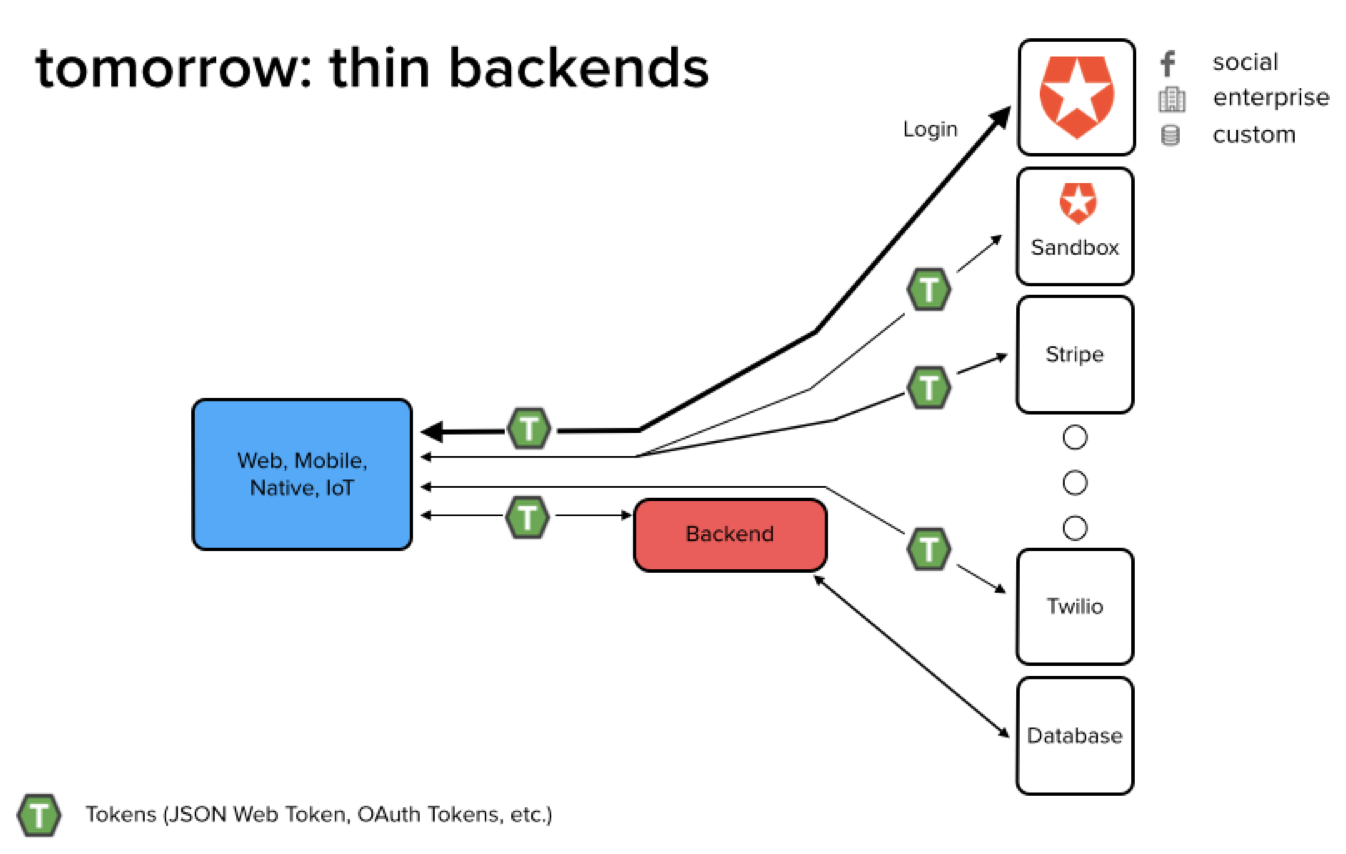 tomorrow: thin backends
social
enterprise
custom
Login
Sandbox
T
Stripe
T
T
Web, Mobile,
Native, IoT
T
Backend
T
Twilio
Database
T Tokens (JSON Web Token, OAuth Tokens, etc.)